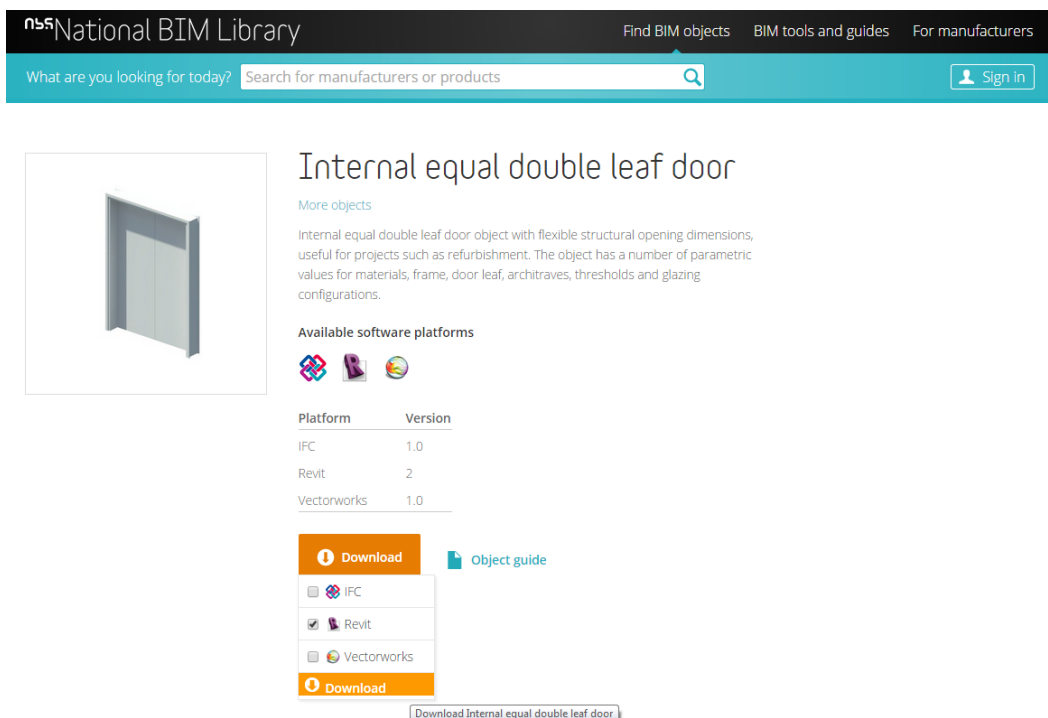 nbs National BIM Library
Find BIM objects BIM tools and guides For manufacturers
What are you looking for today? Search for manufacturers or products Sign in
Internal equal double leaf door
More objects
Internal equal double leaf door object with flexible structural opening dimensions,
useful for projects such as refurbishment. The object has a number of parametric
values for materials, frame, door leaf, architraves, thresholds and glazing
configurations.
Available software platforms
R
Platform Version
IFC 1.0
Revit 2
Vectorworks 1.0
Download Object guide
IFC
Revit
Vectorworks
Download
Download Internal equal double leaf door